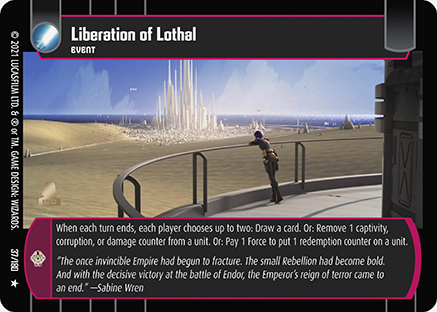 Liberation of Lothal
EVENT
When each turn ends, each player chooses up to two: Draw a card. Or: Remove 1 captivity,
corruption, or damage counter from a unit. Or: Pay 1 Force to put 1 redemption counter on a unit.
"The once invincible Empire had begun to fracture. The small Rebellion had become bold.
And with the decisive victory at the battle of Endor, the Emperor's reign of terror came to
an end." —Sabine Wren
© 2021 LUCASFILM LTD. & ® or TM. GAME DESIGN: WIZARDS.
37/180 ★